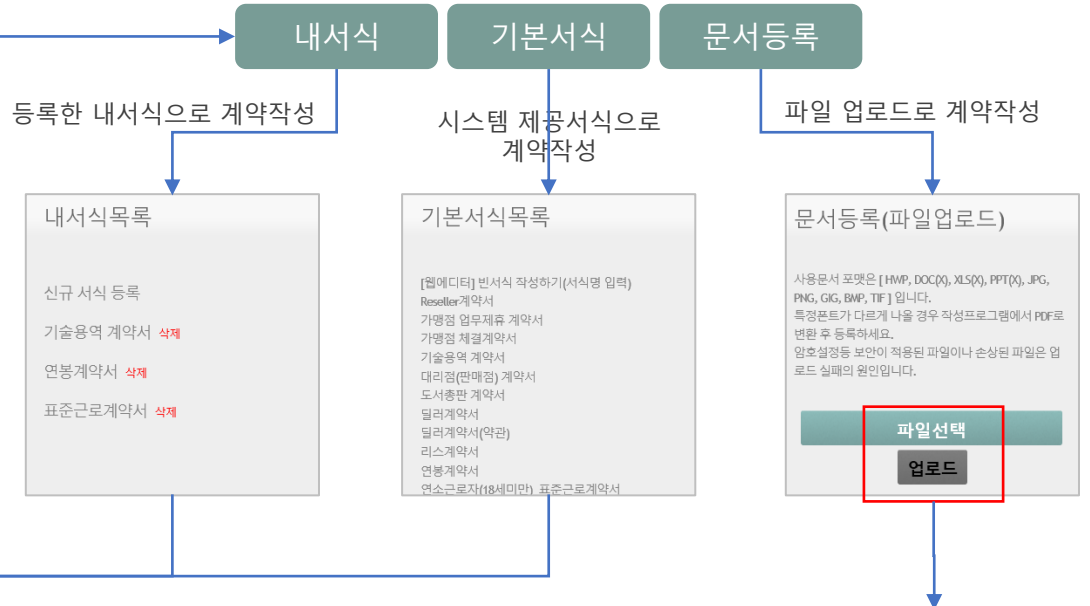 내서식
기본서식
문서등록
등록한 내서식으로 계약작성
시스템 제공서식으로
계약작성
파일 업로드로 계약작성
내서식목록
신규 서식 등록
기술용역 계약서 삭제
연봉계약서 삭제
표준근로계약서 삭제
기본서식목록
[웹에디터] 빈서식 작성하기(서식명 입력)
Reseller계약서
가맹점 업무제휴 계약서
가맹점 체결계약서
기술용역 계약서
대리점(판매점) 계약서
도서총판 계약서
딜러계약서
딜러계약서(약관)
리스계약서
연봉계약서
연소근로자(18세미만) 표준근로계약서
문서등록(파일업로드)
사용문서 포맷은 [ HWP, DOC(X), XLS(X), PPT(X), JPG,
PNG, GIG, BMP, TIF ] 입니다.
특정폰트가 다르게 나올 경우 작성프로그램에서 PDF로
변환 후 등록하세요.
암호설정등 보안이 적용된 파일이나 손상된 파일은 업
로드 실패의 원인입니다.
파일선택
업로드